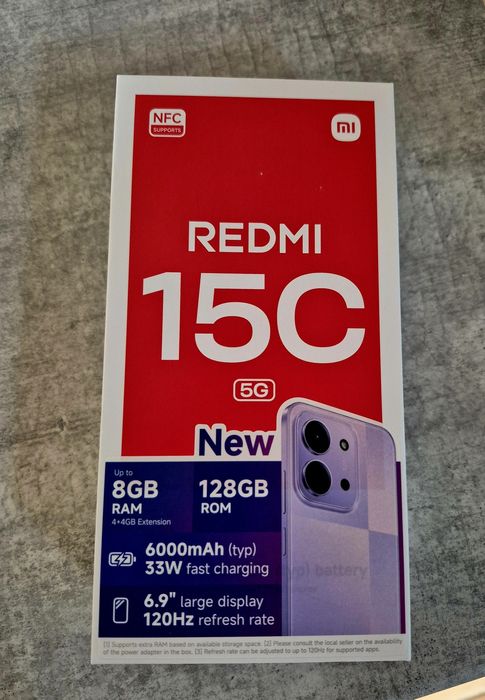 NFC
SUPPORTS
mi
REDMI
15C
5G
New
Up to
8GB
RAM
4+4GB Extension
128GB
ROM
6000mAh (typ)
33W fast charging
6.9" large display
120Hz refresh rate
[1] Supports extra RAM based on available storage space. [2] Please consult the local seller on the availability
of the power adapter in the box. [3] Refresh rate can be adjusted to up to 120Hz for supported apps.